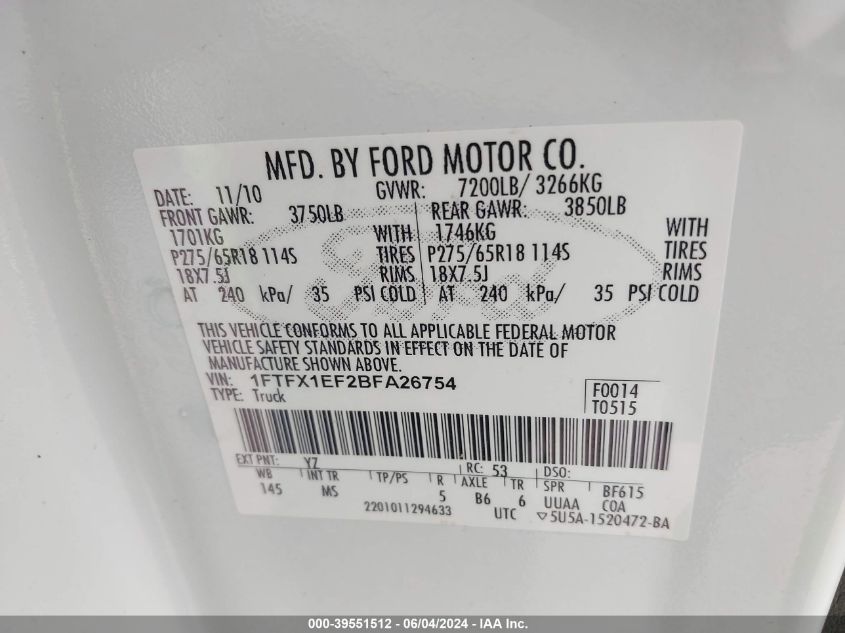 MFD. BY FORD MOTOR CO.
DATE: 11/10 GVWR: 7200LB/ 3266KG
FRONT GAWR: 3750LB REAR GAWR: 3850LB
1701KG WITH 1746KG WITH
P275/65R18 114S TIRES P275/65R18 114S TIRES
18X7.5J RIMS 18X7.5J RIMS
AT 240 kPa/ 35 PSI COLD AT 240 kPa/ 35 PSI COLD
THIS VEHICLE CONFORMS TO ALL APPLICABLE FEDERAL MOTOR
VEHICLE SAFETY STANDARDS IN EFFECT ON THE DATE OF
MANUFACTURE SHOWN ABOVE.
VIN: 1FTFX1EF2BFA26754
TYPE: Truck
F0014
T0515
EXT PNT: YZ RC: 53 DSO:
WB INT TR TP/PS R AXLE TR SPR BF615
145 MS 5 B6 6 UUAA COA
2201011294633 UTC ▽5U5A-1520472-BA
000-39551512 - 06/04/2024 - IAA Inc.